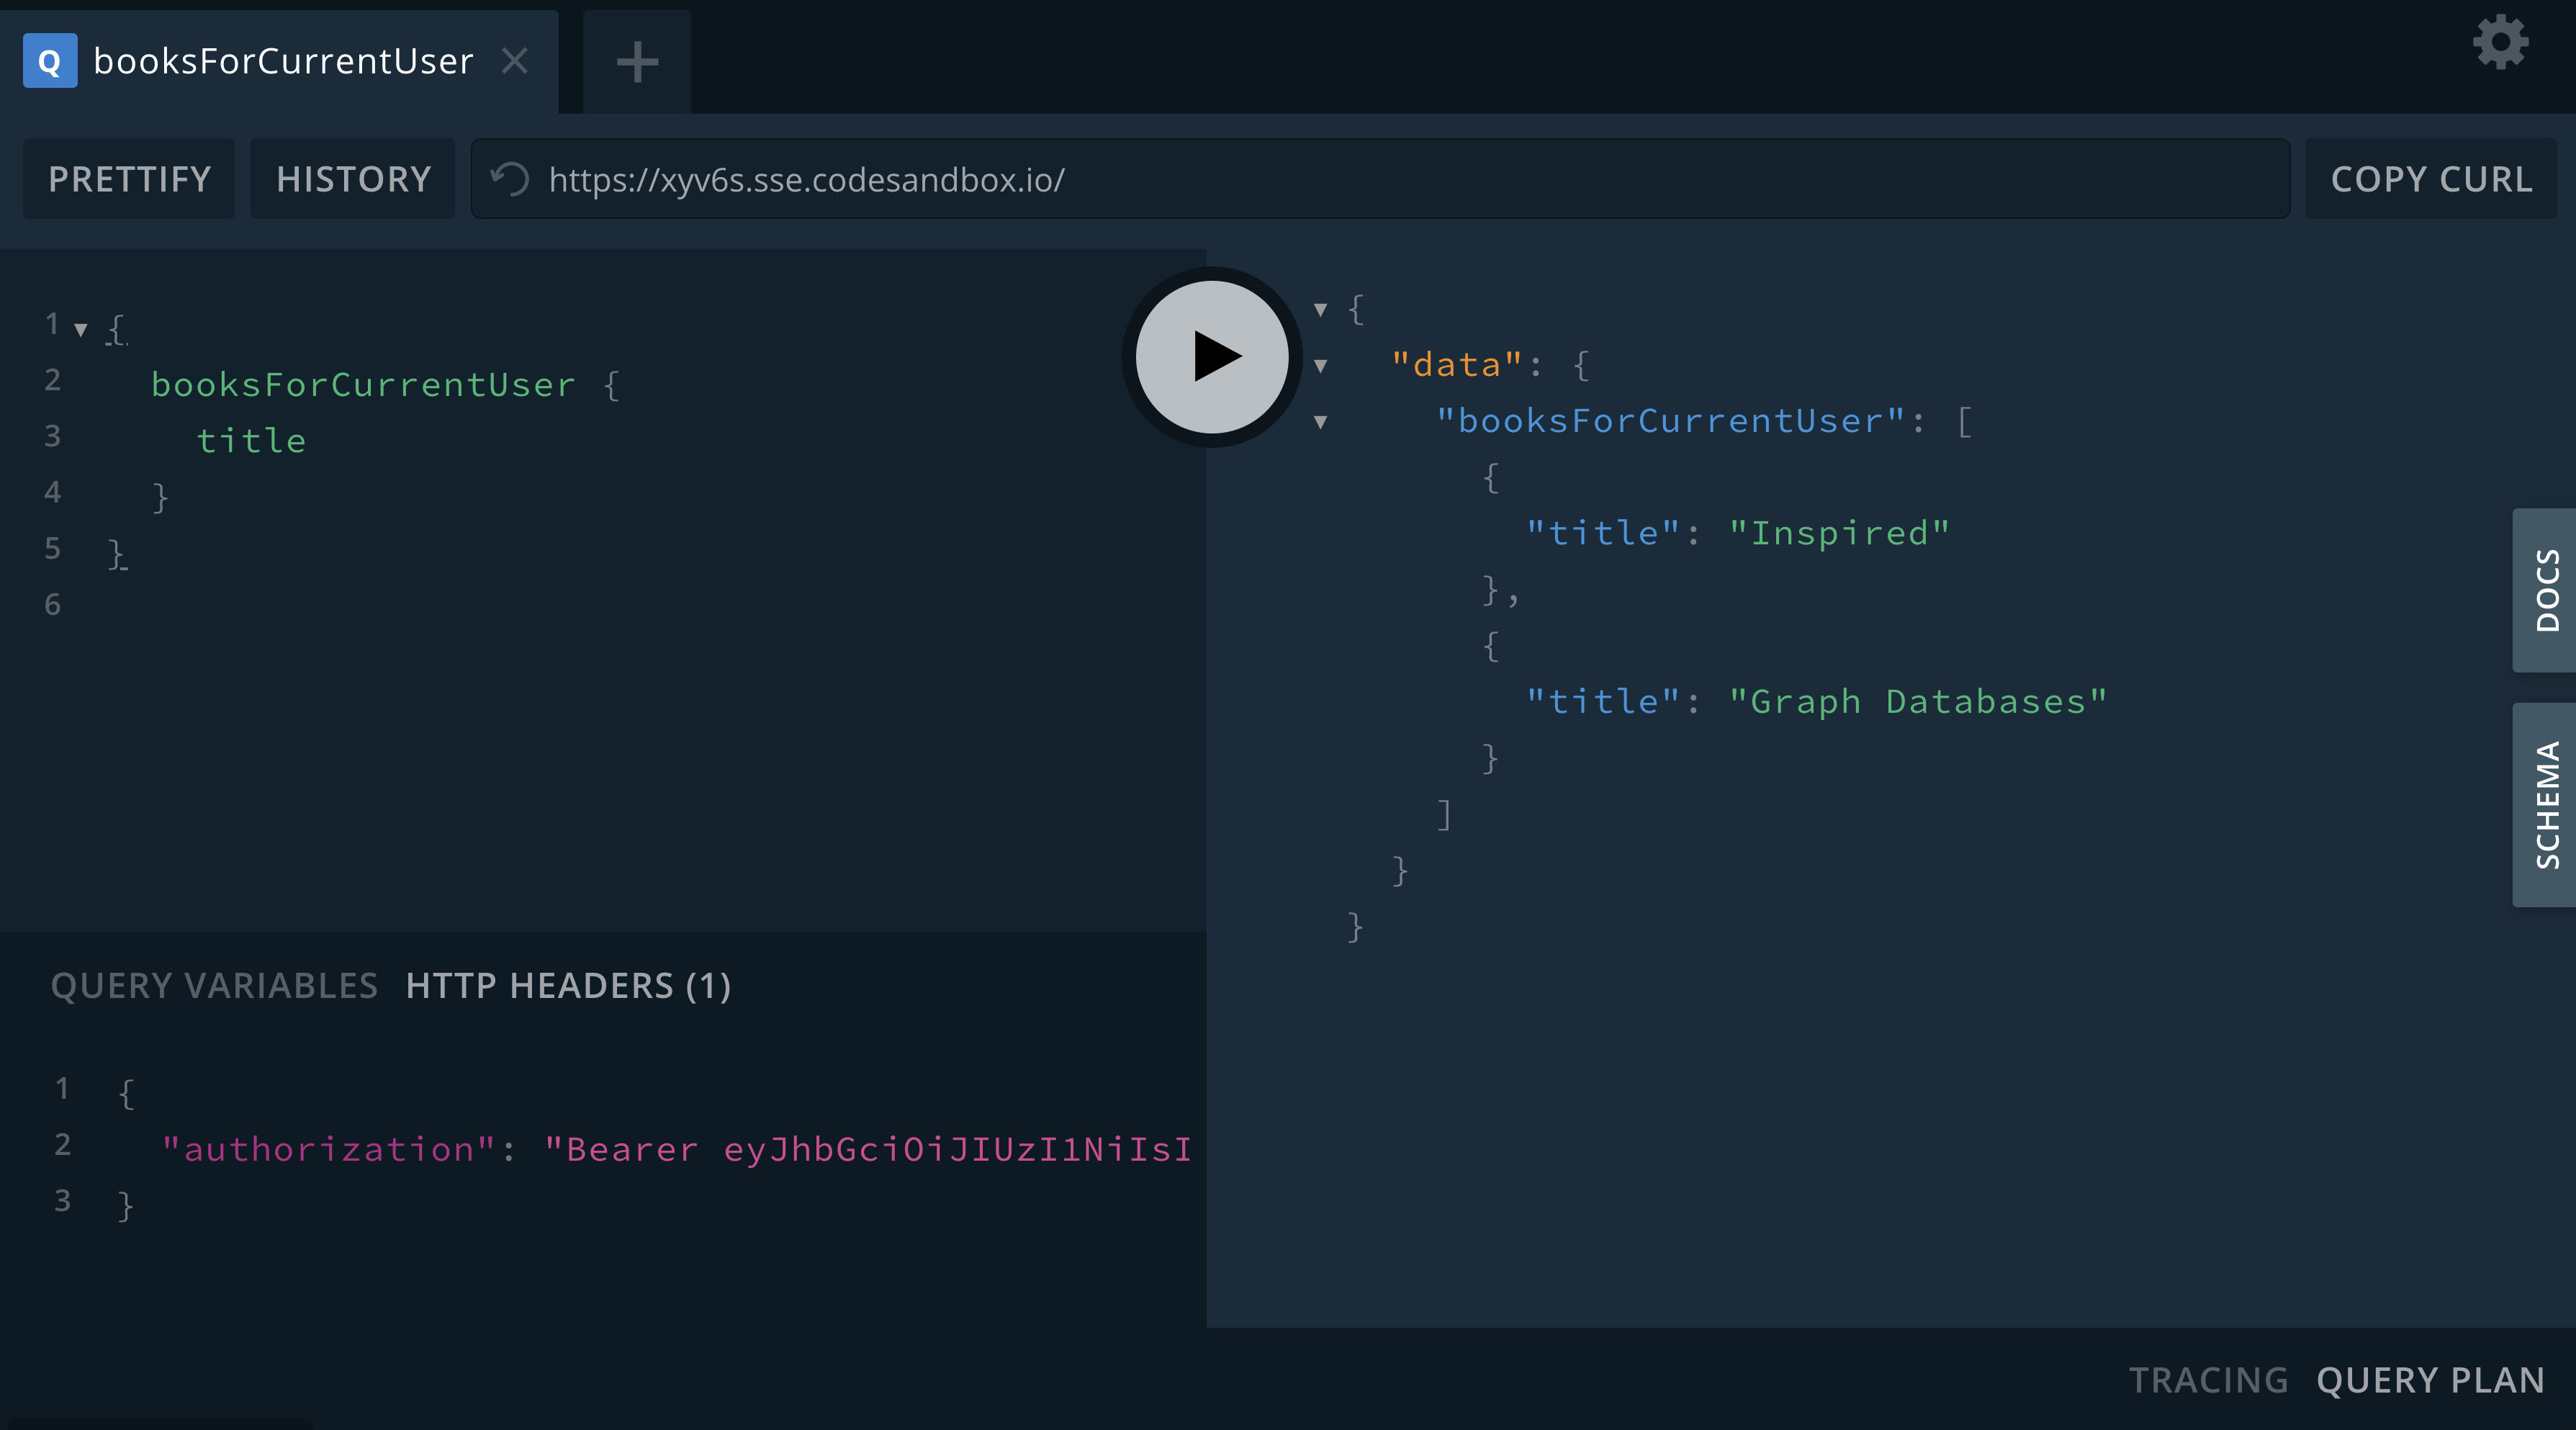 Q booksForCurrentUser
PRETTIFY HISTORY https://xyv6s.sse.codesandbox.io/ COPY CURL
1 {
2 booksForCurrentUser {
3 title
4 }
5 }
6
{
"data": {
"booksForCurrentUser": [
{
"title": "Inspired"
},
{
"title": "Graph Databases"
}
]
}
}
DOCS
SCHEMA
QUERY VARIABLES HTTP HEADERS (1)
1 {
2 "authorization": "Bearer eyJhbGciOiJIUzI1NiIsI
3 }
TRACING QUERY PLAN